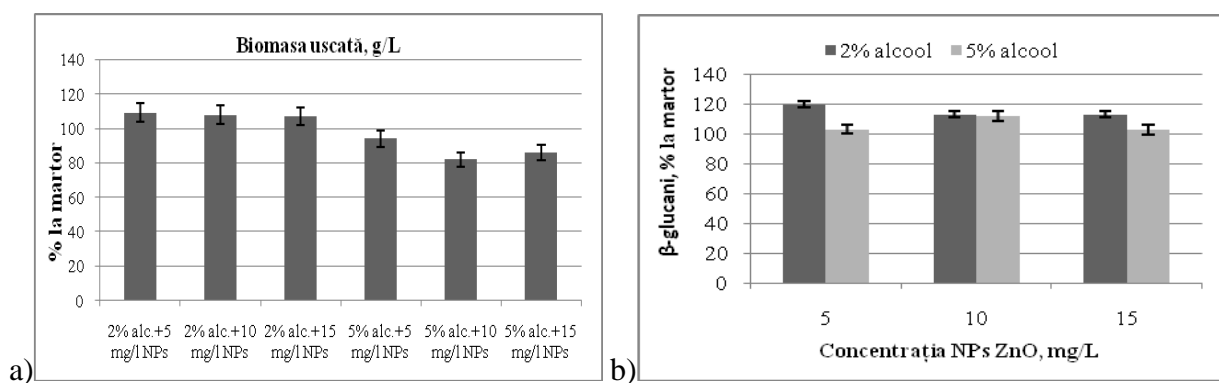 Biomasa uscată, g/L
% la martor
140
120
100
80
60
40
20
0
2% alc.+5 mg/l NPs
2% alc.+10 mg/l NPs
2% alc.+15 mg/l NPs
5% alc.+5 mg/l NPs
5% alc.+10 mg/l NPs
5% alc.+15 mg/l NPs
a)
2% alcool
5% alcool
β-glucani, % la martor
140
120
100
80
60
40
20
0
5
10
15
Concentrația NPs ZnO, mg/L
b)